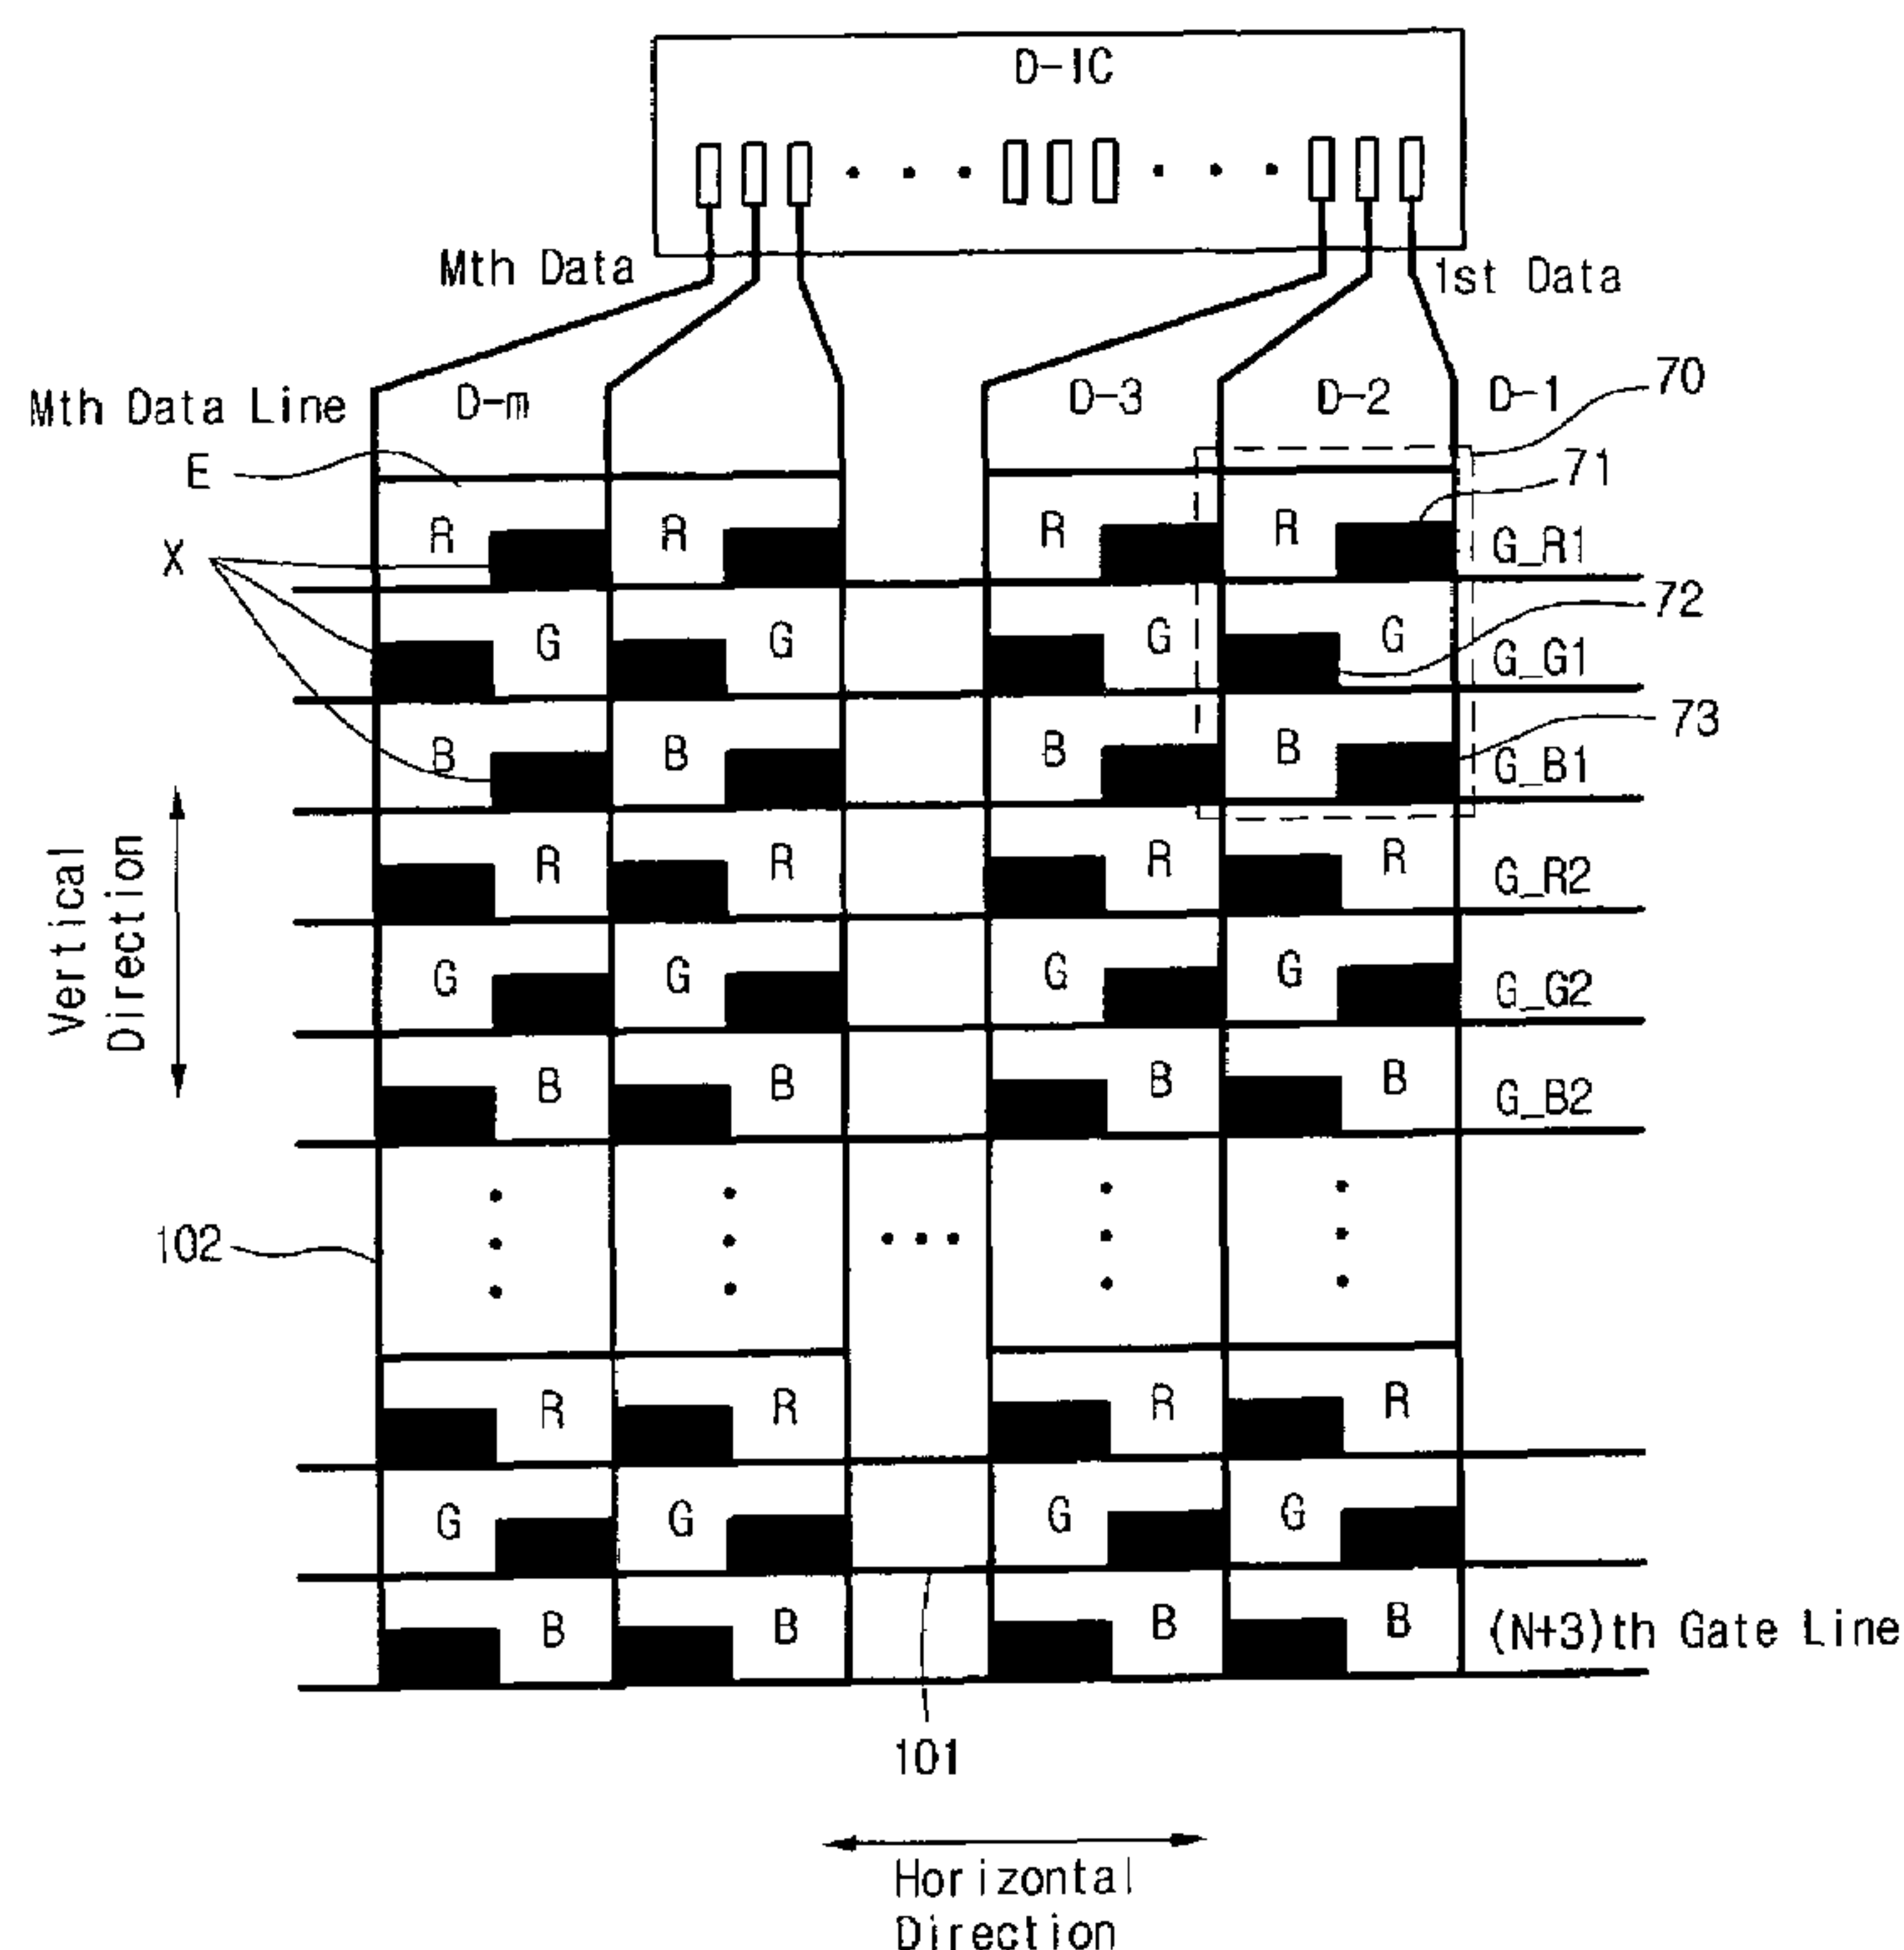 D-IC
Mth Data
1st Data
Mth Data Line
D-m
D-3
D-2
D-1
70
E
71
X
R R R R G_R1
72
G G G G G_G1
73
B B B B G_B1
R R R R G_R2
G G G G G_G2
B B B B G_B2
Vertical
Direction
102
R R R R
G G G G
B B B B (N+3)th Gate Line
101
Horizontal
Direction